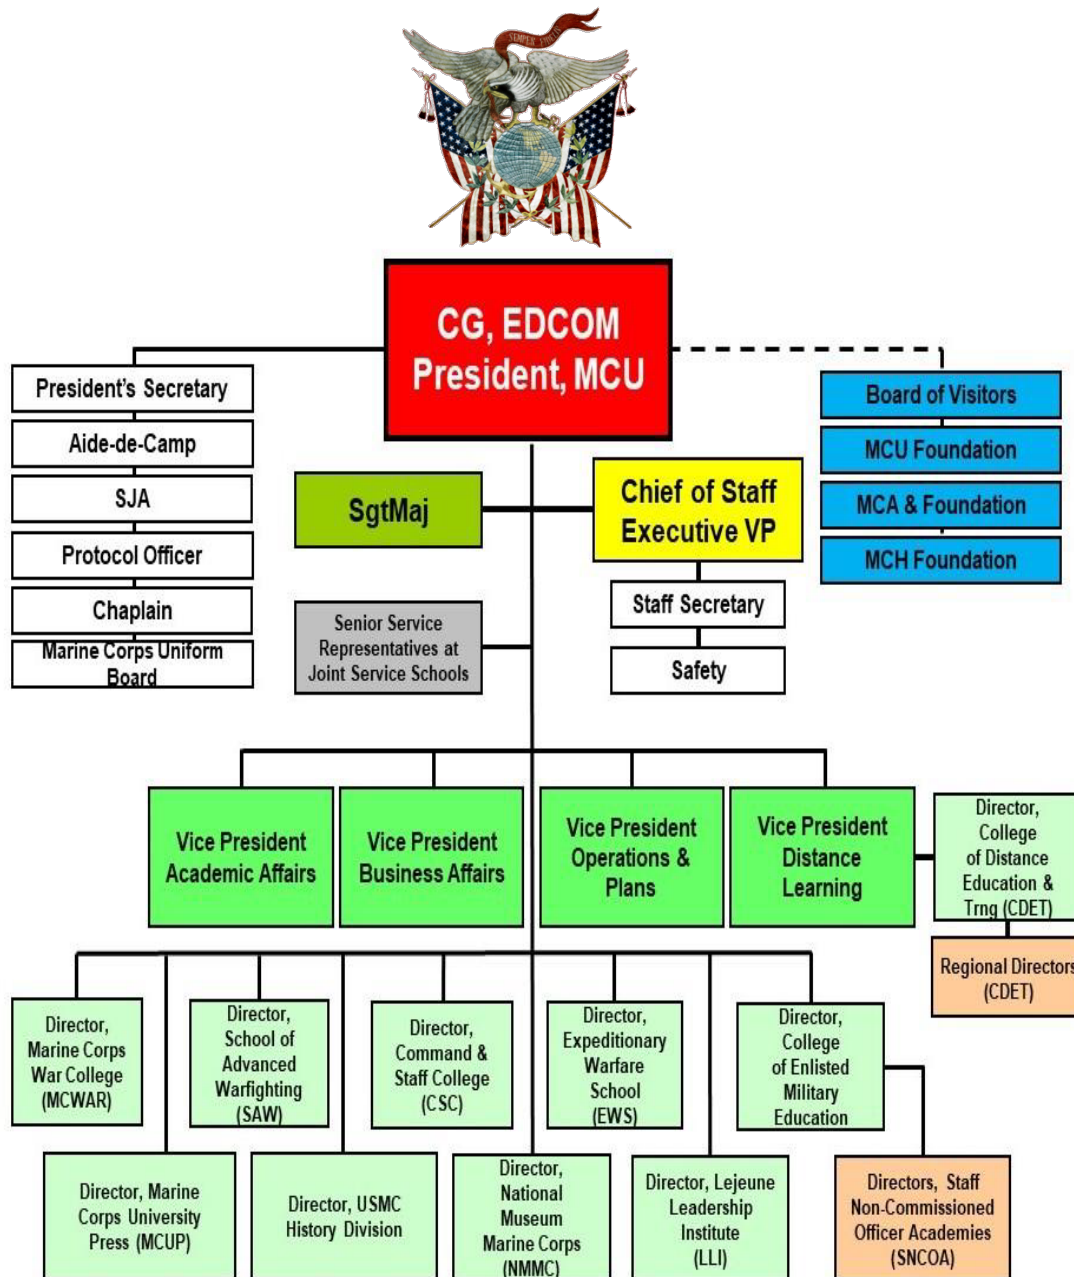 SEMPER FIDELIS
CG, EDCOM
President, MCU
President's Secretary
Aide-de-Camp
SJA
Protocol Officer
Chaplain
Marine Corps Uniform
Board
Board of Visitors
MCU Foundation
MCA & Foundation
MCH Foundation
SgtMaj
Chief of Staff
Executive VP
Staff Secretary
Safety
Senior Service
Representatives at
Joint Service Schools
Vice President
Academic Affairs
Vice President
Business Affairs
Vice President
Operations &
Plans
Vice President
Distance
Learning
Director,
College
of Distance
Education &
Trng (CDET)
Regional Directors
(CDET)
Director,
Marine Corps
War College
(MCWAR)
Director,
School of
Advanced
Warfighting
(SAW)
Director,
Command &
Staff College
(CSC)
Director,
Expeditionary
Warfare
School
(EWS)
Director,
College
of Enlisted
Military
Education
Director, Marine
Corps University
Press (MCUP)
Director, USMC
History Division
Director,
National
Museum
Marine Corps
(NMMC)
Director, Lejeune
Leadership
Institute
(LLI)
Directors, Staff
Non-Commissioned
Officer Academies
(SNCOA)